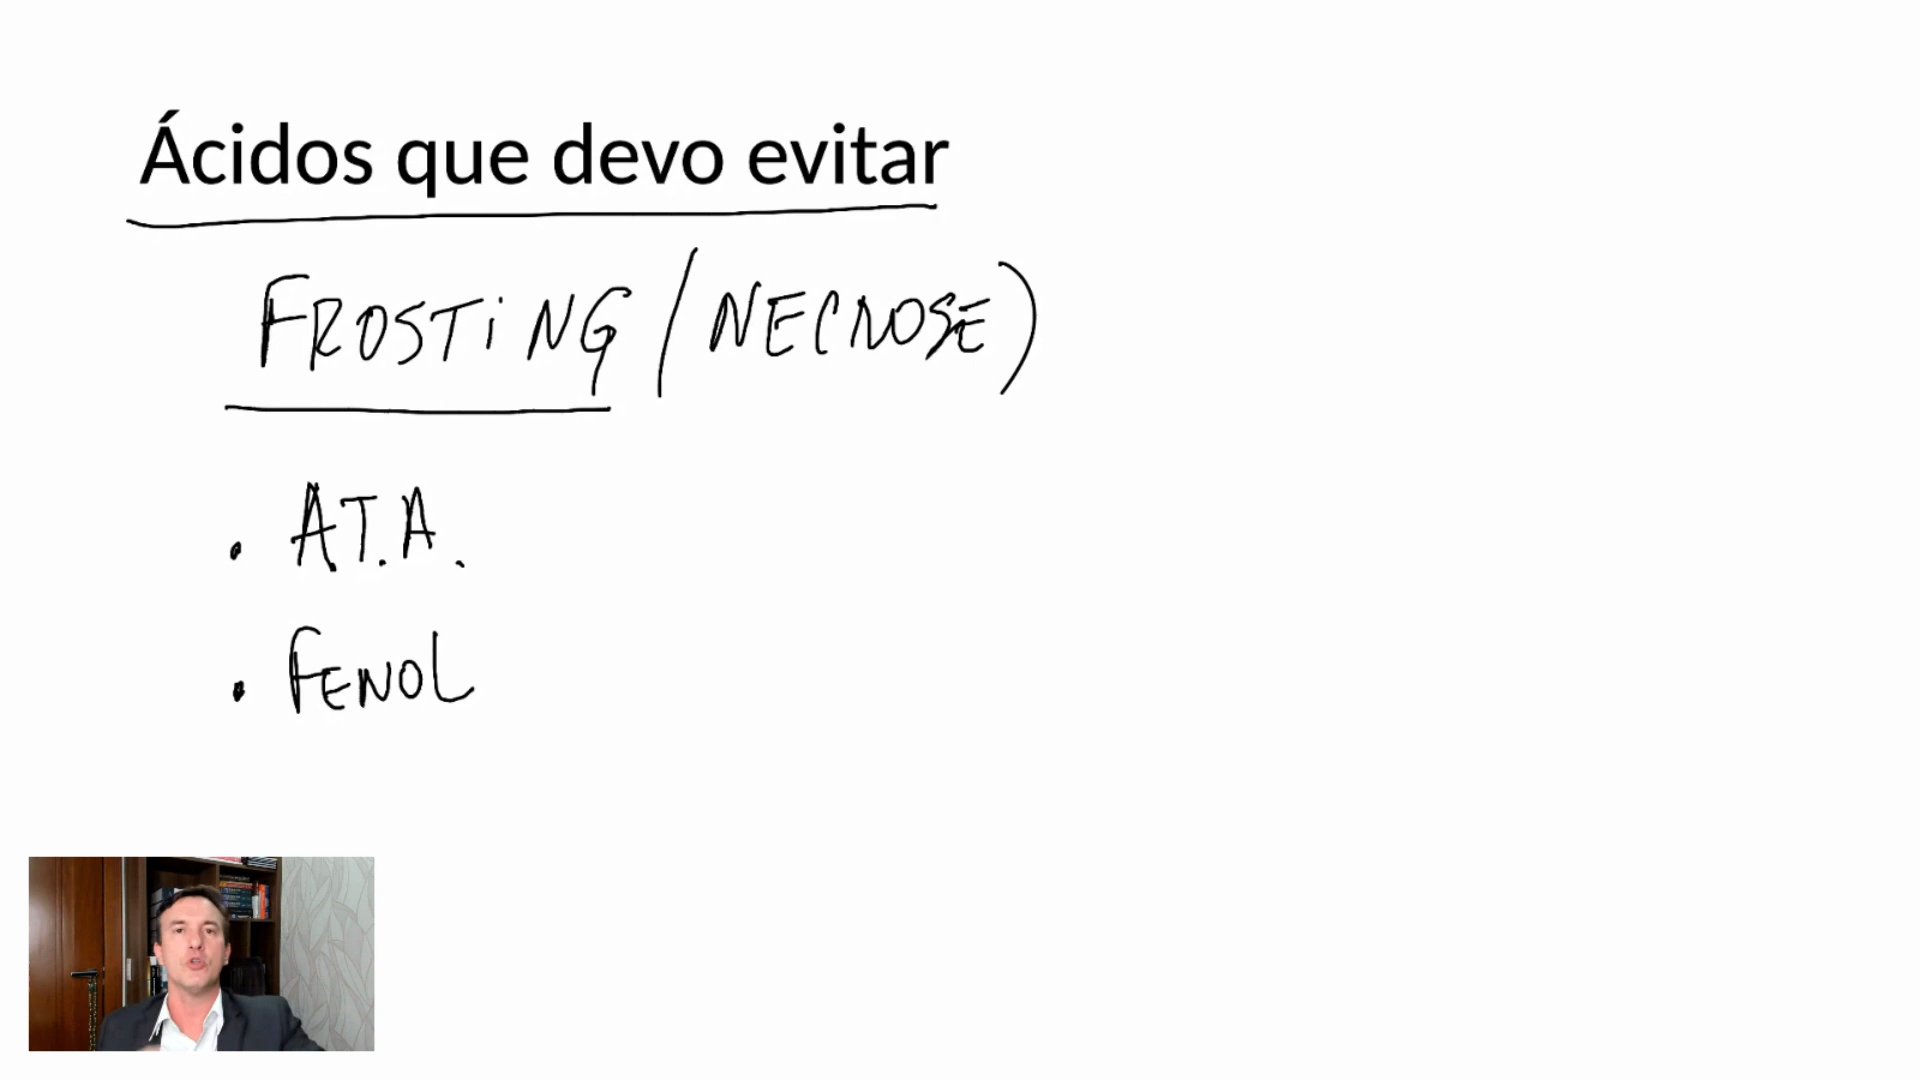 Ácidos que devo evitar
FROSTING / NECROSE)
. A.T.A.
. FENOL